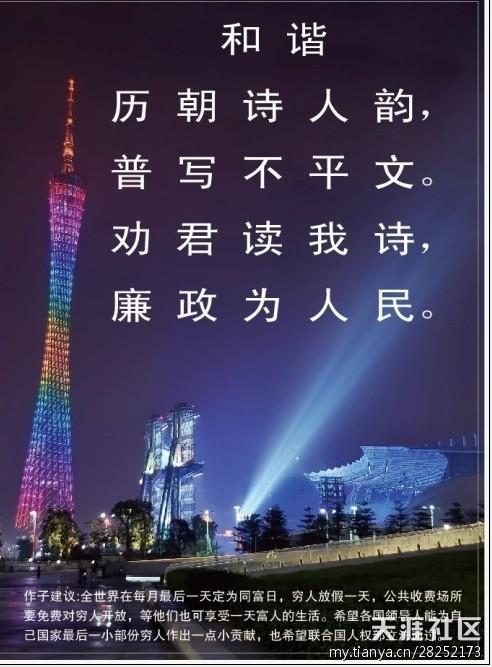 和谐
历朝诗人韵，
普写不平文。
劝君读我诗，
廉政为人民。
作子建议:全世界在每月最后一天定为同富日，穷人放假一天，公共收费场所
要免费对穷人开放，等他们也可享受一天富人的生活。希望各国领导人能为自
己国家最后一小部份穷人作出一点小贡献，也希望联合国人权
天涯社区
my.tianya.cn/28252173